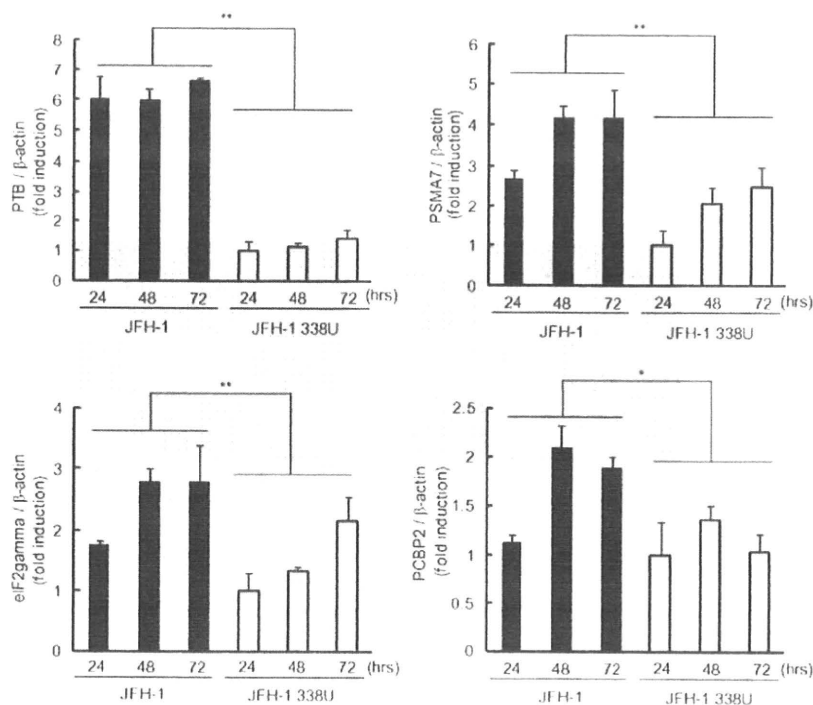 **
PTB / β-actin
(fold induction)
8
7
6
5
4
3
2
1
0
24 48 72 24 48 72 (hrs)
JFH-1 JFH-1 338U
**
PSMA7 / β-actin
(fold induction)
6
5
4
3
2
1
0
24 48 72 24 48 72 (hrs)
JFH-1 JFH-1 338U
**
eIF2gamma / β-actin
(fold induction)
4
3
2
1
0
24 48 72 24 48 72 (hrs)
JFH-1 JFH-1 338U
*
PCBP2 / β-actin
(fold induction)
2.5
2
1.5
1
0.5
0
24 48 72 24 48 72 (hrs)
JFH-1 JFH-1 338U